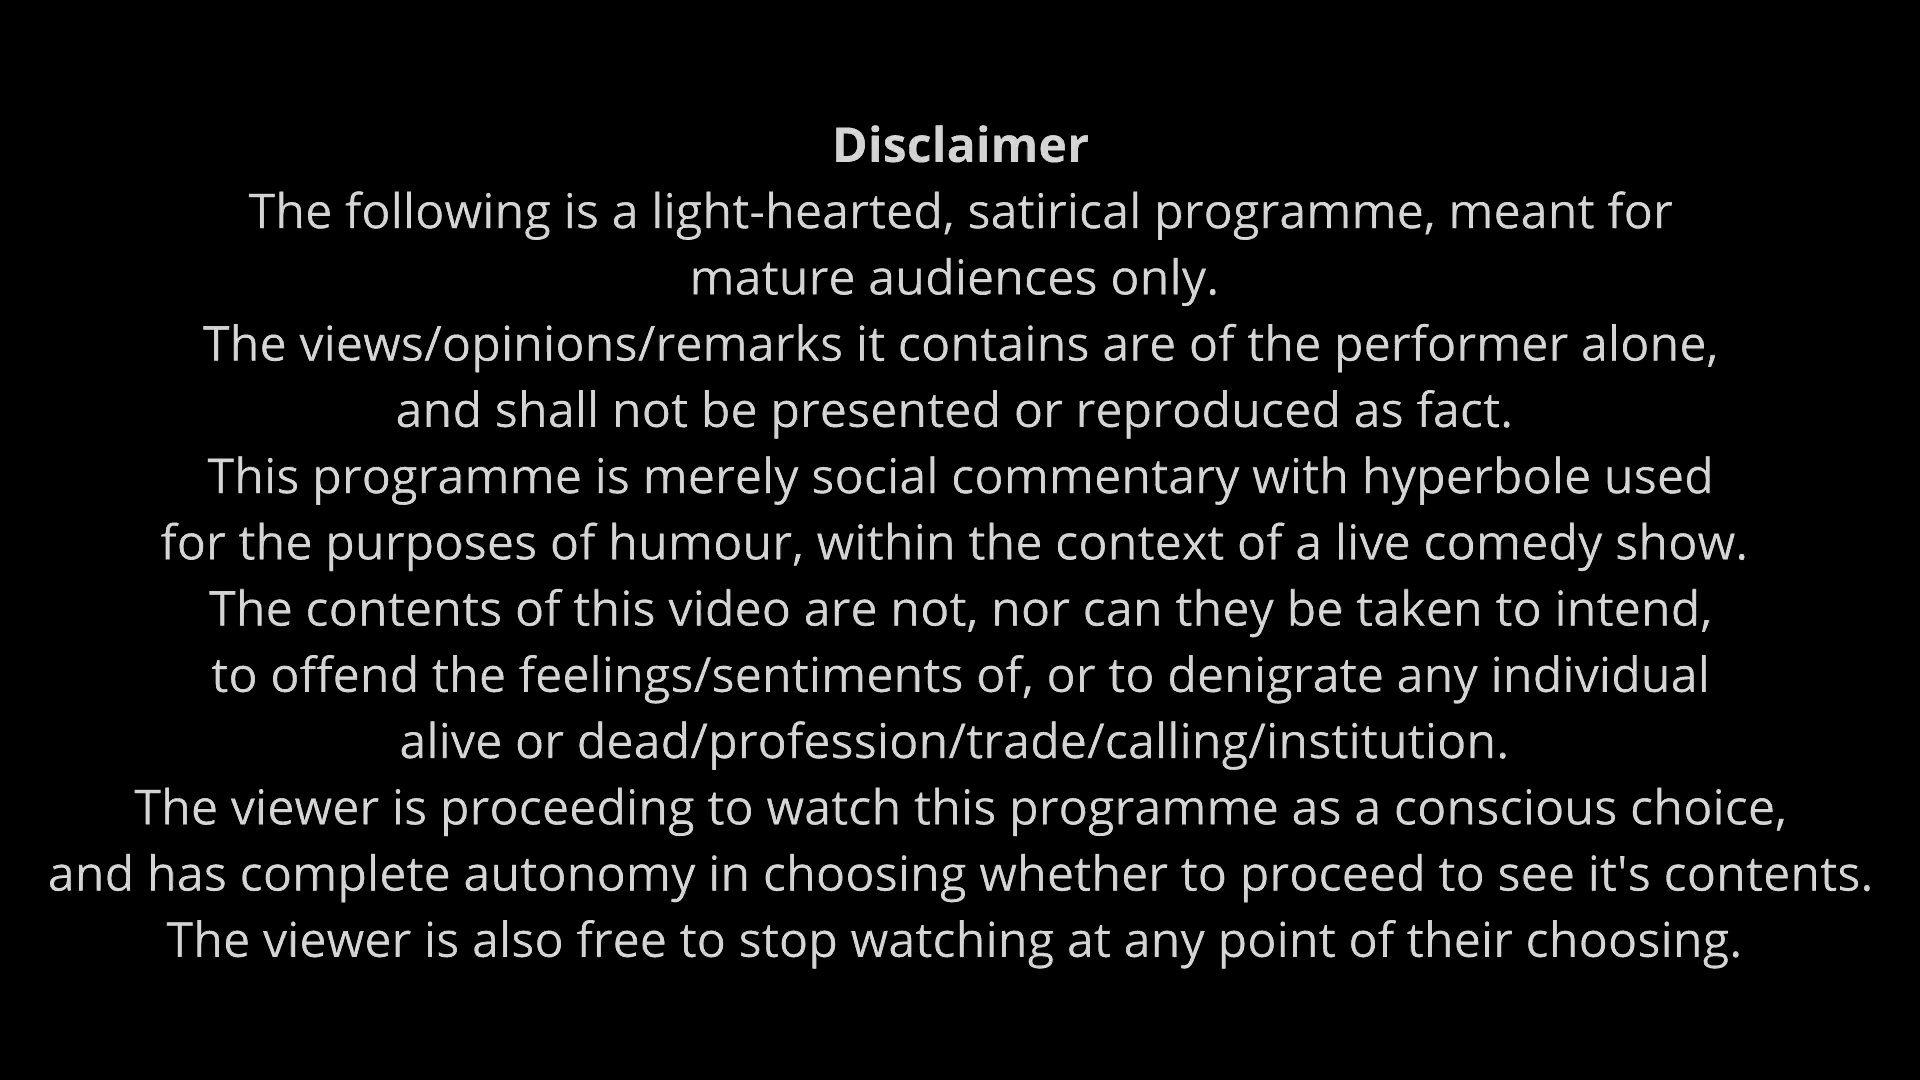 Disclaimer
The following is a light-hearted, satirical programme, meant for
mature audiences only.
The views/opinions/remarks it contains are of the performer alone,
and shall not be presented or reproduced as fact.
This programme is merely social commentary with hyperbole used
for the purposes of humour, within the context of a live comedy show.
The contents of this video are not, nor can they be taken to intend,
to offend the feelings/sentiments of, or to denigrate any individual
alive or dead/profession/trade/calling/institution.
The viewer is proceeding to watch this programme as a conscious choice,
and has complete autonomy in choosing whether to proceed to see it's contents.
The viewer is also free to stop watching at any point of their choosing.